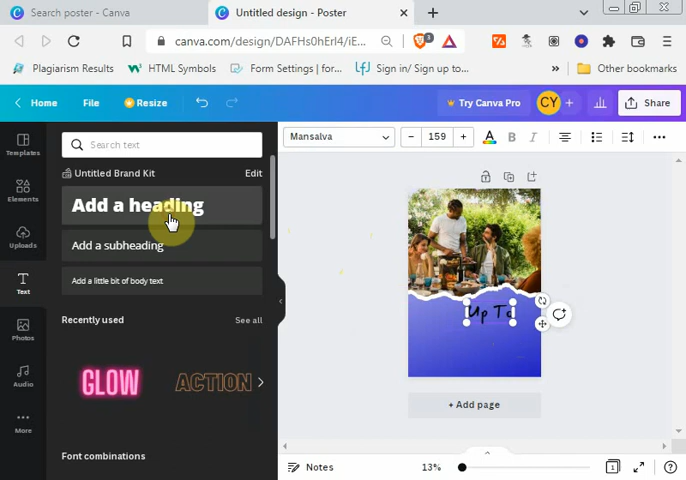 Search poster - Canva
Untitled design - Poster
canva.com/design/DAFHs0hErl4/iE...
3
Plagiarism Results
HTML Symbols
Form Settings | for...
Sign in/ Sign up to...
Other bookmarks
Home
File
Resize
Try Canva Pro
CY
Share
Templates
Elements
Uploads
Text
Photos
Audio
More
Search text
Untitled Brand Kit
Edit
Add a heading
Add a subheading
Add a little bit of body text
Recently used
See all
GLOW
ACTION
Font combinations
Mansalva
159
A
B
I
Up To
+ Add page
Notes
13%
1